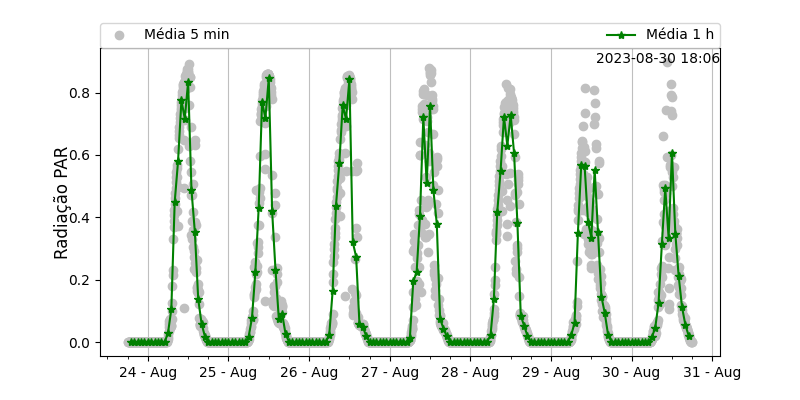 Média 5 min
Média 1 h
2023-08-30 18:06
Radiação PAR
0.8
0.6
0.4
0.2
0.0
24 - Aug
25 - Aug
26 - Aug
27 - Aug
28 - Aug
29 - Aug
30 - Aug
31 - Aug